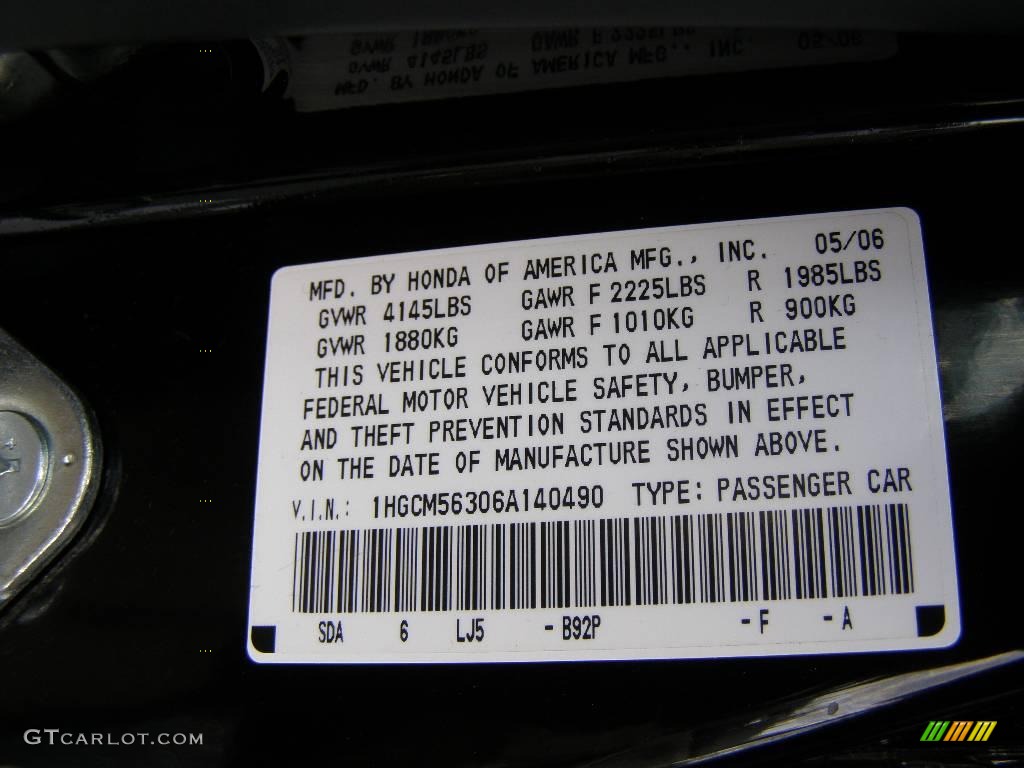 MFD. BY HONDA OF AMERICA MFG., INC. 05/06
GVWR 4145LBS GAWR F 2225LBS R 1985LBS
GVWR 1880KG GAWR F 1010KG R 900KG
THIS VEHICLE CONFORMS TO ALL APPLICABLE
FEDERAL MOTOR VEHICLE SAFETY, BUMPER,
AND THEFT PREVENTION STANDARDS IN EFFECT
ON THE DATE OF MANUFACTURE SHOWN ABOVE.
V.I.N.: 1HGCM56306A140490 TYPE: PASSENGER CAR
SDA 6 LJ5 -B92P -F -A
GTCARLOT.COM